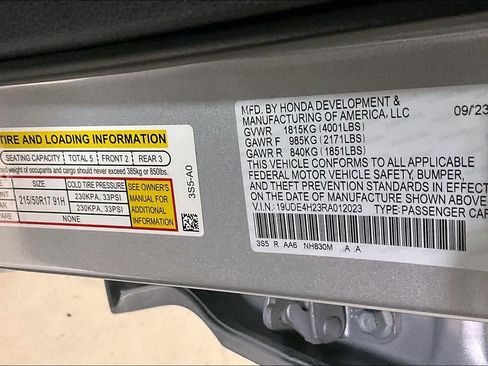 TIRE AND LOADING INFORMATION
SEATING CAPACITY TOTAL 5 FRONT 2 REAR 3
weight of occupants and cargo should never exceed 385kg or 850lbs.
SIZE COLD TIRE PRESSURE
216/50R17 91H 230KPA, 33PSI
230KPA, 33PSI
NONE
SEE OWNER'S
MANUAL FOR
ADDITIONAL
INFORMATION
3S5-A0
MFD BY HONDA DEVELOPMENT &
MANUFACTURING OF AMERICA, LLC 09/23
GVWR 1815KG (4001LBS)
GAWR F 985KG (2171LBS)
GAWR R 840KG (1851LBS)
THIS VEHICLE CONFORMS TO ALL APPLICABLE
FEDERAL MOTOR VEHICLE SAFETY, BUMPER,
AND THEFT PREVENTION STANDARDS IN EFFECT
ON THE DATE OF MANUFACTURE SHOWN ABOVE.
V.I.N.: 19UDE4H23RA012023 TYPE:PASSENGER CAR
3S5 R AA6 NH830M A A